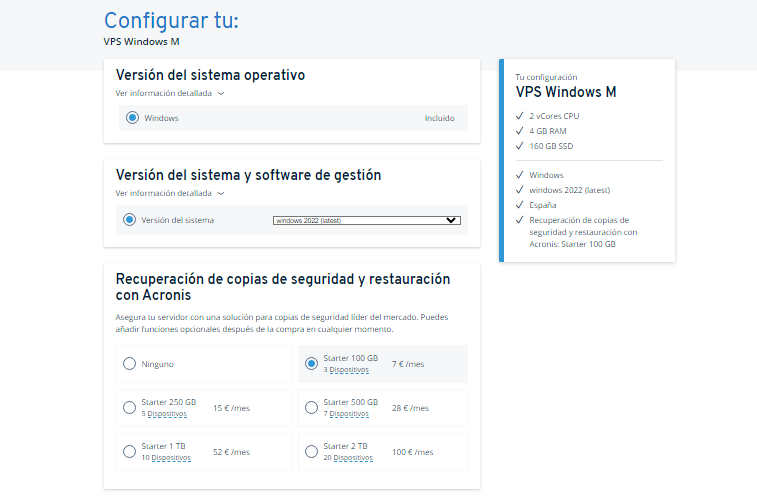 Configurar tu:
VPS Windows M
Versión del sistema operativo
Ver información detallada
Windows
Incluido
Versión del sistema y software de gestión
Ver información detallada
Versión del sistema
windows 2022 (latest)
Recuperación de copias de seguridad y restauración
con Acronis
Asegura tu servidor con una solución para copias de seguridad líder del mercado. Puedes
añadir funciones opcionales después de la compra en cualquier momento.
Ninguno
Starter 100 GB
3 Dispositivos
7 € /mes
Starter 250 GB
5 Dispositivos
15 € /mes
Starter 500 GB
7 Dispositivos
28 € /mes
Starter 1 TB
10 Dispositivos
52 € /mes
Starter 2 TB
20 Dispositivos
100 € /mes
Tu configuración
VPS Windows M
2 vCores CPU
4 GB RAM
160 GB SSD
Windows
windows 2022 (latest)
España
Recuperación de copias de
seguridad y restauración con
Acronis: Starter 100 GB